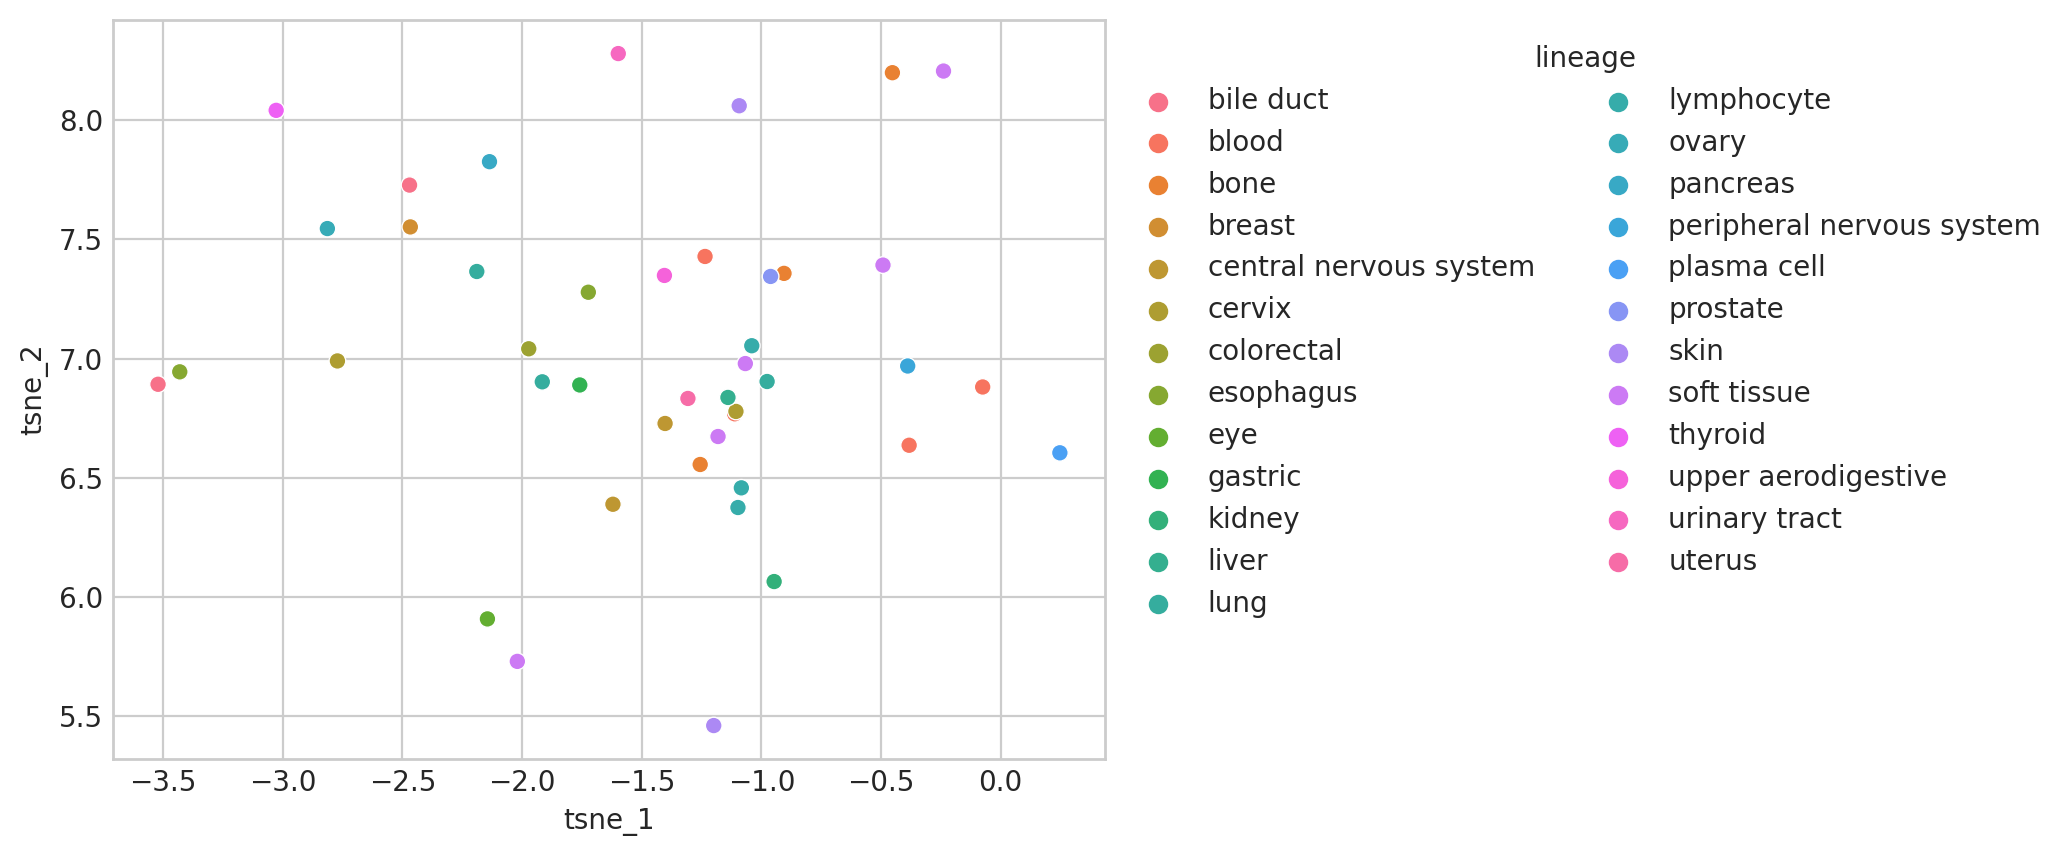 lineage
bile duct
blood
bone
breast
central nervous system
cervix
colorectal
esophagus
eye
gastric
kidney
liver
lung
lymphocyte
ovary
pancreas
peripheral nervous system
plasma cell
prostate
skin
soft tissue
thyroid
upper aerodigestive
urinary tract
uterus
tsne_2
8.0
7.5
7.0
6.5
6.0
5.5
−3.5 −3.0 −2.5 −2.0 −1.5 −1.0 −0.5 0.0
tsne_1